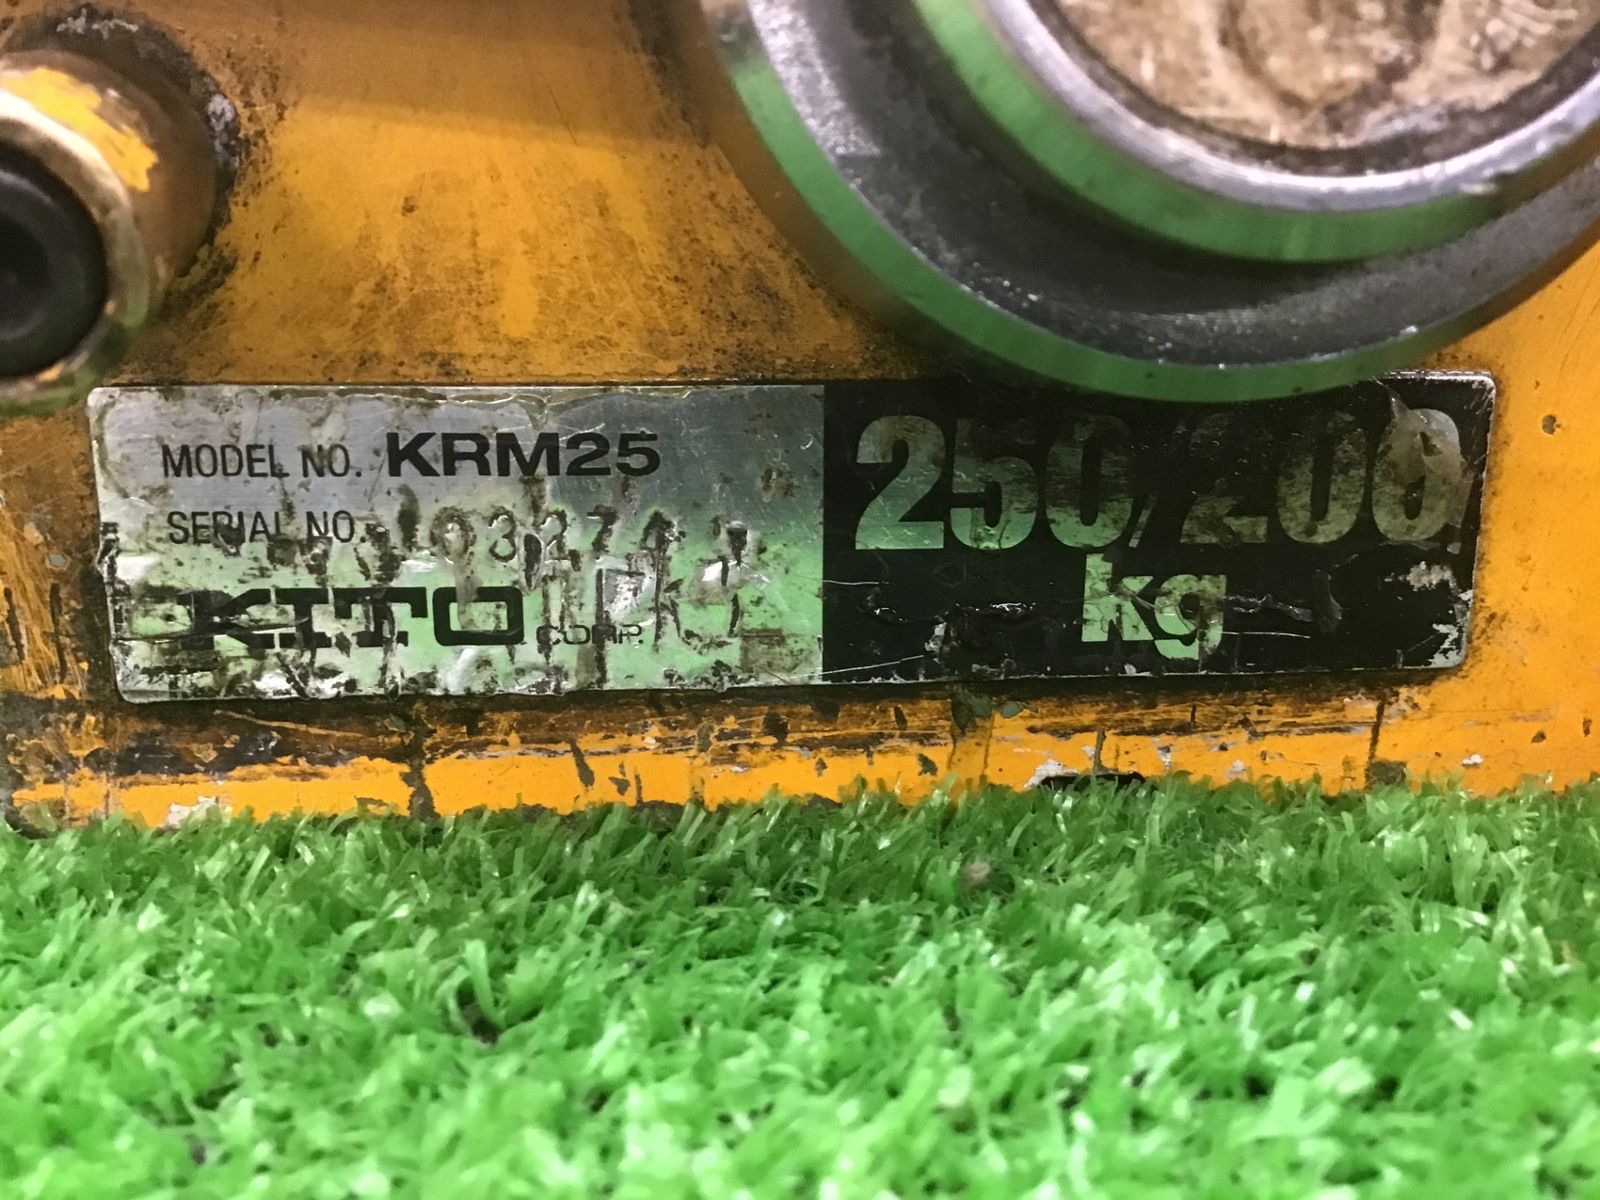 MODEL NO. KRM25
SERIAL NO.
KITO CORP.
250/200
kg